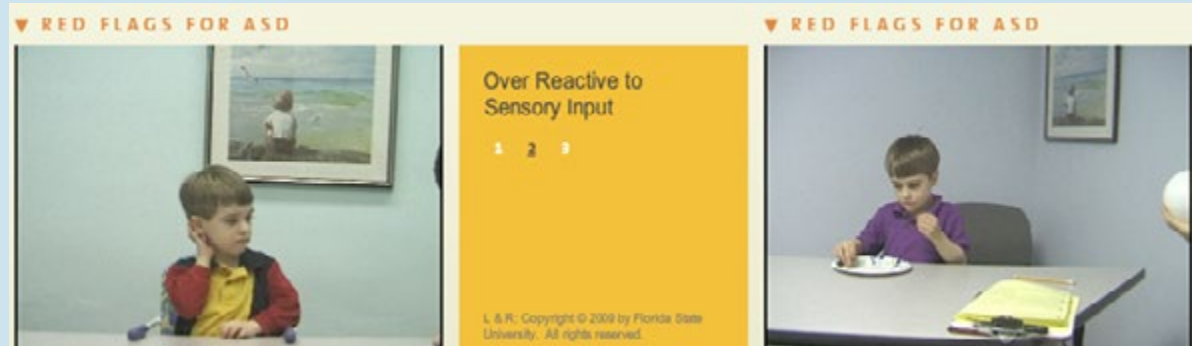 ▼ RED FLAGS FOR ASD
Over Reactive to
Sensory Input
1 2 3
L & R: Copyright © 2009 by Florida State
University. All rights reserved.
▼ RED FLAGS FOR ASD